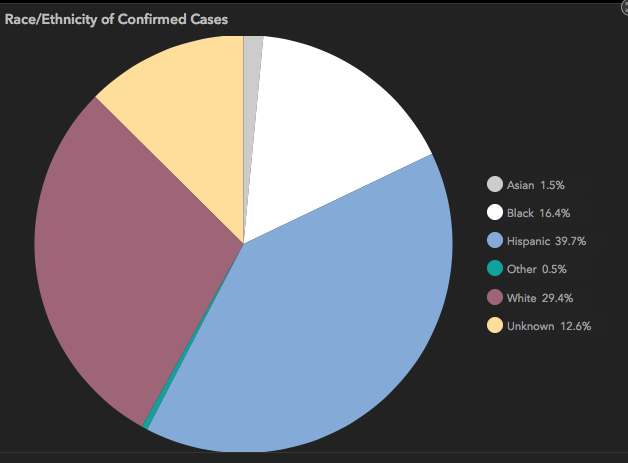 Race/Ethnicity of Confirmed Cases
Asian 1.5%
Black 16.4%
Hispanic 39.7%
Other 0.5%
White 29.4%
Unknown 12.6%